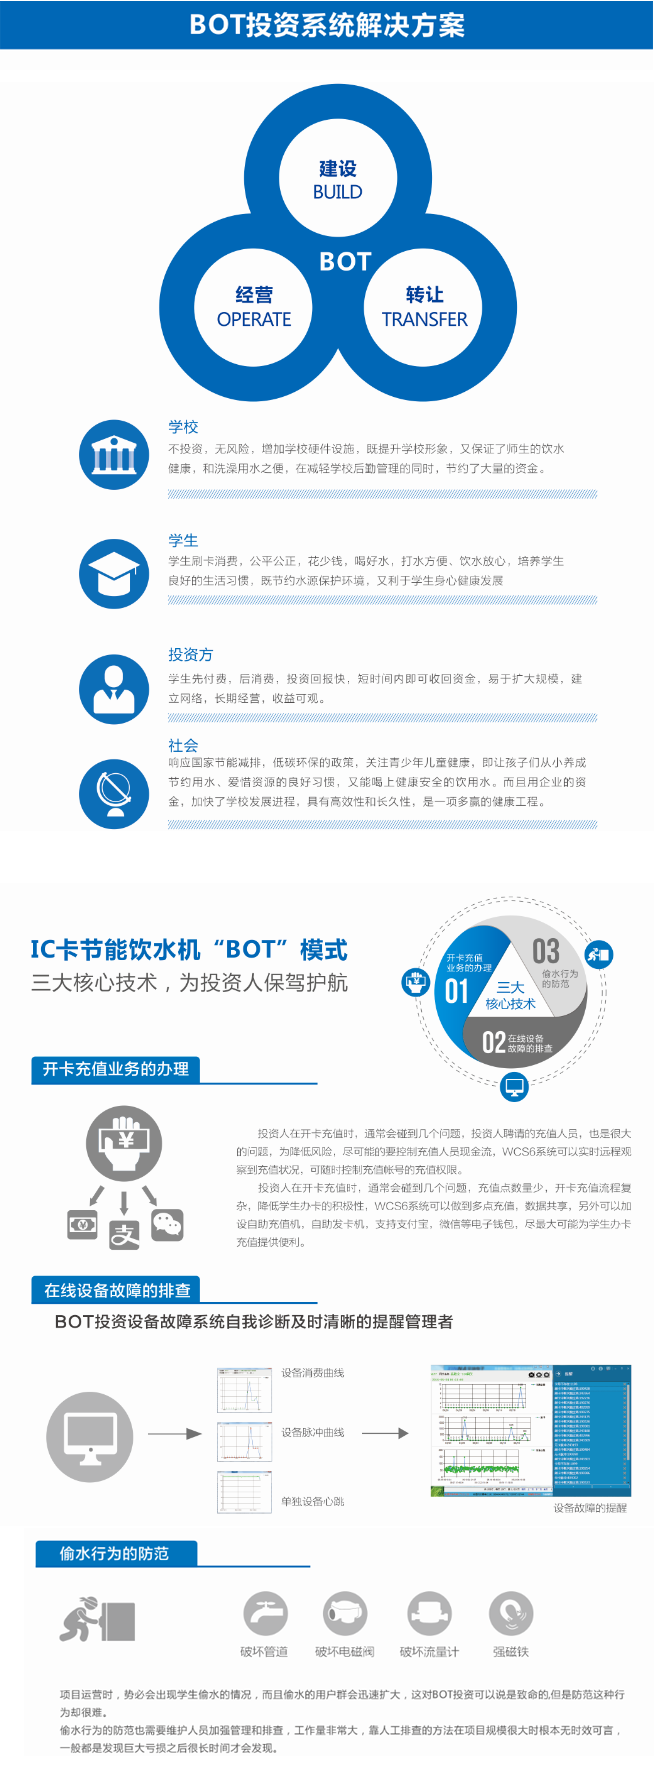 BOT投资系统解决方案
建设
BUILD
BOT
经营
OPERATE
转让
TRANSFER
学校
不投资，无风险，增加学校硬件设施，既提升学校形象，又保证了师生的饮水
健康，和洗澡用水之便，在减轻学校后勤管理的同时，节约了大量的资金。
学生
学生刷卡消费，公平公正，花少钱，喝好水，打水方便、饮水放心，培养学生
良好的生活习惯，既节约水源保护环境，又利于学生身心健康发展
投资方
学生先付费，后消费，投资回报快，短时间内即可收回资金，易于扩大规模，建
立网络，长期经营，收益可观。
社会
响应国家节能减排，低碳环保的政策，关注青少年儿童健康，即让孩子们从小养成
节约用水、爱惜资源的良好习惯，又能喝上健康安全的饮用水。而且用企业的资
金，加快了学校发展进程，具有高效性和长久性，是一项多赢的健康工程。
IC卡节能饮水机“BOT”模式
三大核心技术，为投资人保驾护航
开卡充值
业务的办理
01
03
偷水行为
的防范
三大
核心技术
02
在线设备
故障的排查
开卡充值业务的办理
投资人在开卡充值时，通常会碰到几个问题，投资人聘请的充值人员，也是很大
的问题，为降低风险，尽可能的要控制充值人员现金流，WCS6系统可以实时远程观
察到充值状况，可随时控制充值帐号的充值权限。
投资人在开卡充值时，通常会碰到几个问题，充值点数量少，开卡充值流程复
杂，降低学生办卡的积极性，WCS6系统可以做到多点充值，数据共享，另外可以加
设自助充值机，自助发卡机，支持支付宝，微信等电子钱包，尽最大可能为学生办卡
充值提供便利。
¥
支
在线设备故障的排查
BOT投资设备故障系统自我诊断及时清晰的提醒管理者
设备消费曲线
设备脉冲曲线
单独设备心跳
设备故障的提醒
偷水行为的防范
破坏管道
破坏电磁阀
破坏流量计
强磁铁
项目运营时，势必会出现学生偷水的情况，而且偷水的用户群会迅速扩大，这对BOT投资可以说是致命的,但是防范这种行
为却很难。
偷水行为的防范也需要维护人员加强管理和排查，工作量非常大，靠人工排查的方法在项目规模很大时根本无时效可言，
一般都是发现巨大亏损之后很长时间才会发现。